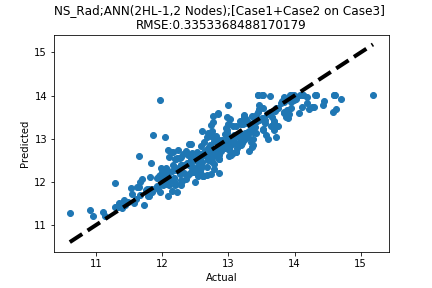 NS_Rad;ANN(2HL-1,2 Nodes);[Case1+Case2 on Case3]
RMSE:0.3353368488170179
15
14
13
12
11
Predicted
11
12
13
14
15
Actual